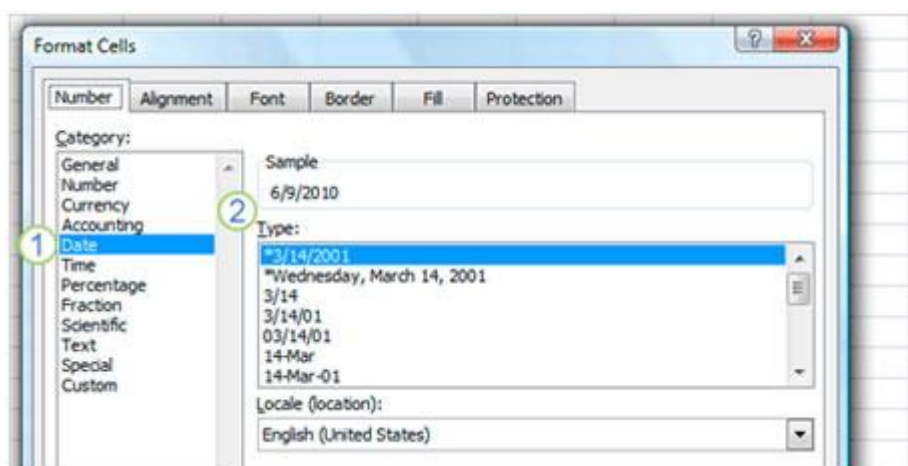 Format Cells
Number Alignment Font Border Fill Protection
Category:
General
Number
Currency
Accounting
1 Date
Time
Percentage
Fraction
Scientific
Text
Special
Custom
Sample
6/9/2010
2
Type:
*3/14/2001
*Wednesday, March 14, 2001
3/14
3/14/01
03/14/01
14-Mar
14-Mar-01
Locale (location):
English (United States)